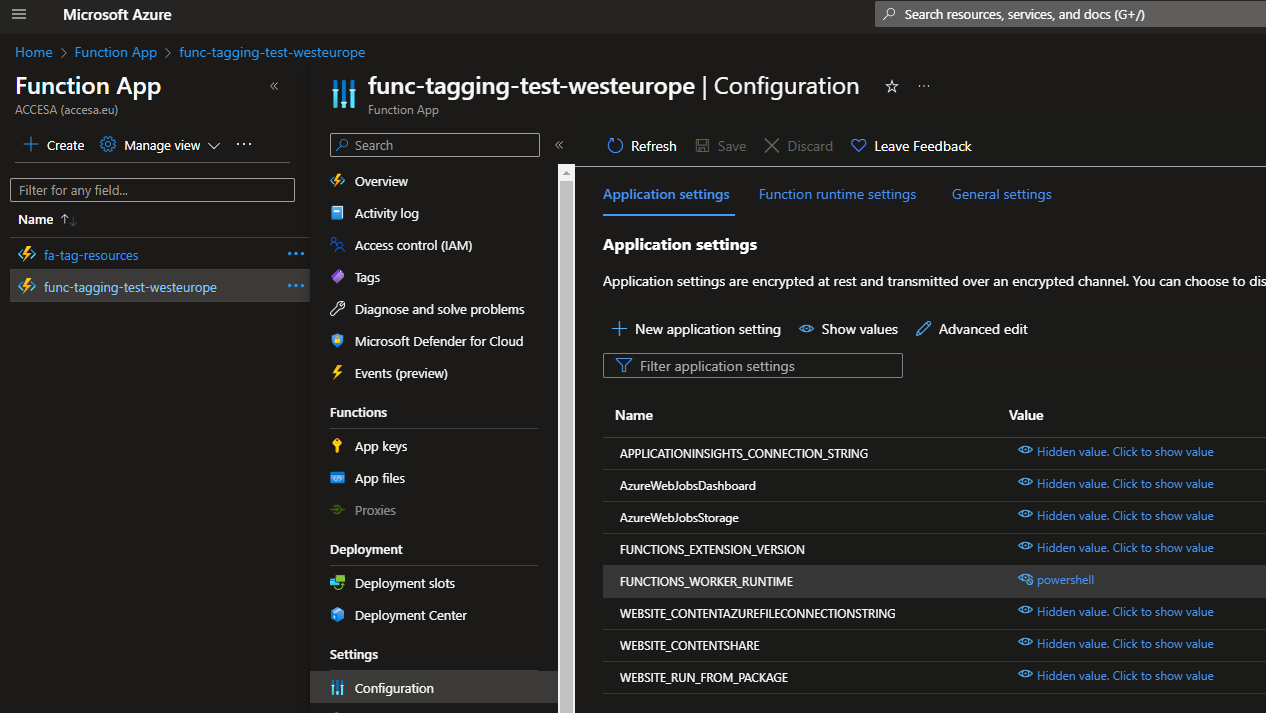 Microsoft Azure
Search resources, services, and docs (G+/)
Home > Function App > func-tagging-test-westeurope
Function App
ACCESA (accesa.eu)
Create
Manage view
Filter for any field...
Name
fa-tag-resources
func-tagging-test-westeurope
func-tagging-test-westeurope | Configuration
Function App
Search
Overview
Activity log
Access control (IAM)
Tags
Diagnose and solve problems
Microsoft Defender for Cloud
Events (preview)
Functions
App keys
App files
Proxies
Deployment
Deployment slots
Deployment Center
Settings
Configuration
Refresh Save Discard Leave Feedback
Application settings Function runtime settings General settings
Application settings
Application settings are encrypted at rest and transmitted over an encrypted channel. You can choose to dis
New application setting Show values Advanced edit
Filter application settings
Name Value
APPLICATIONINSIGHTS_CONNECTION_STRING Hidden value. Click to show value
AzureWebJobsDashboard Hidden value. Click to show value
AzureWebJobsStorage Hidden value. Click to show value
FUNCTIONS_EXTENSION_VERSION Hidden value. Click to show value
FUNCTIONS_WORKER_RUNTIME powershell
WEBSITE_CONTENTAZUREFILECONNECTIONSTRING Hidden value. Click to show value
WEBSITE_CONTENTSHARE Hidden value. Click to show value
WEBSITE_RUN_FROM_PACKAGE Hidden value. Click to show value